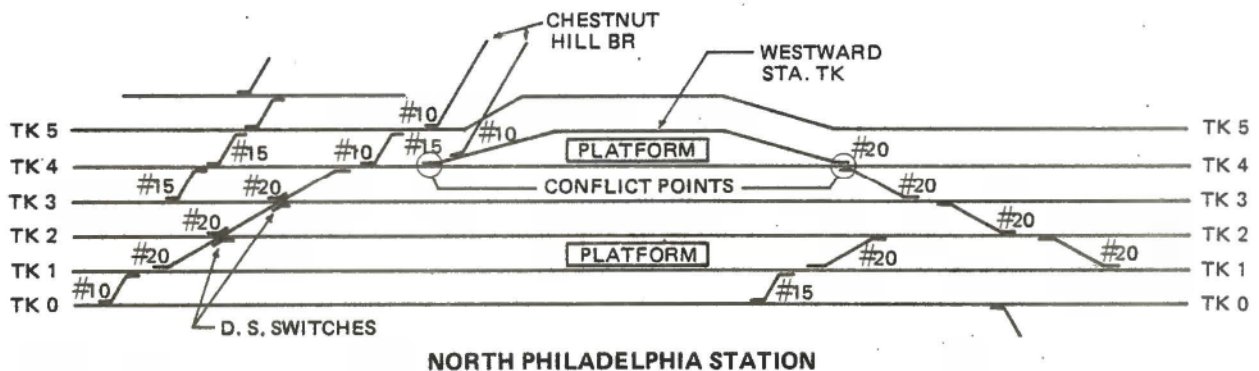 CHESTNUT
HILL BR
WESTWARD
STA. TK
#10
TK 5
#15
#10
#15
#10
#20
TK 5
TK 4
PLATFORM
TK 4
#15
#20
CONFLICT POINTS
#20
TK 3
TK 3
#20
#20
TK 2
TK 2
#20
PLATFORM
#20
#20
TK 1
TK 1
#10
#15
TK 0
TK 0
D. S. SWITCHES
NORTH PHILADELPHIA STATION